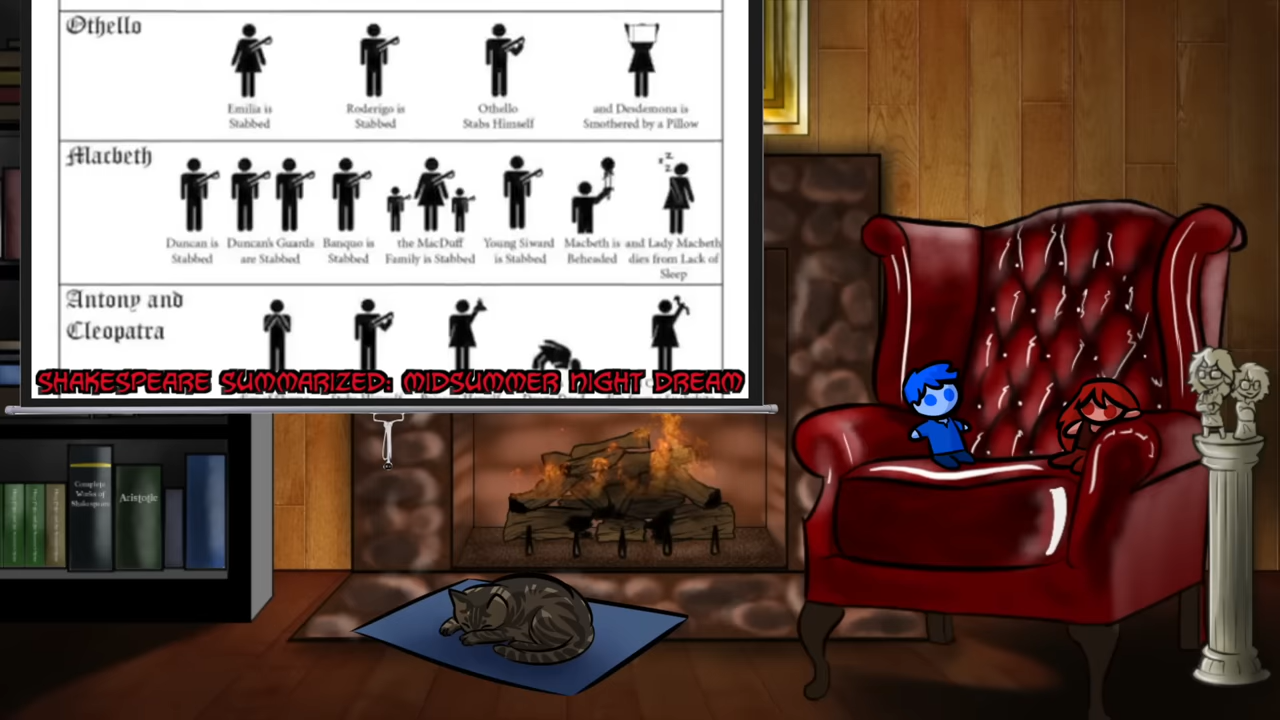 Othello
Emilia is
Stabbed
Roderigo is
Stabbed
Othello
Stabs Himself
and Desdemona is
Smothered by a Pillow
Macbeth
Duncan is
Stabbed
Duncan's Guards
are Stabbed
Banquo is
Stabbed
the MacDuff
Family is Stabbed
Young Siward
is Stabbed
Macbeth is
Beheaded
and Lady Macbeth
dies from Lack of
Sleep
Antony and
Cleopatra
SHAKESPEARE SUMMARIZED: MIDSUMMER NIGHT DREAM
Complete
Works of
Shakespeare
Aristotle